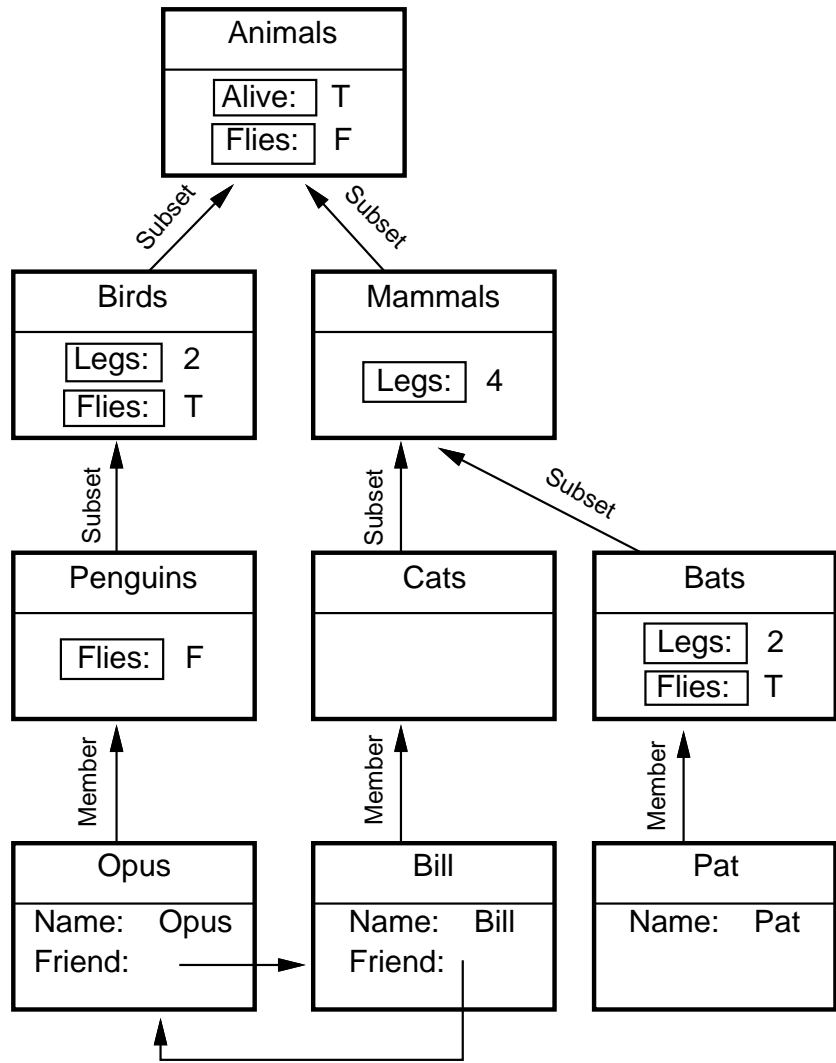 Animals
Alive: T
Flies: F
Subset
Subset
Birds
Legs: 2
Flies: T
Mammals
Legs: 4
Subset
Subset
Subset
Penguins
Flies: F
Cats
Bats
Legs: 2
Flies: T
Member
Member
Member
Opus
Name: Opus
Friend:
Bill
Name: Bill
Friend:
Pat
Name: Pat